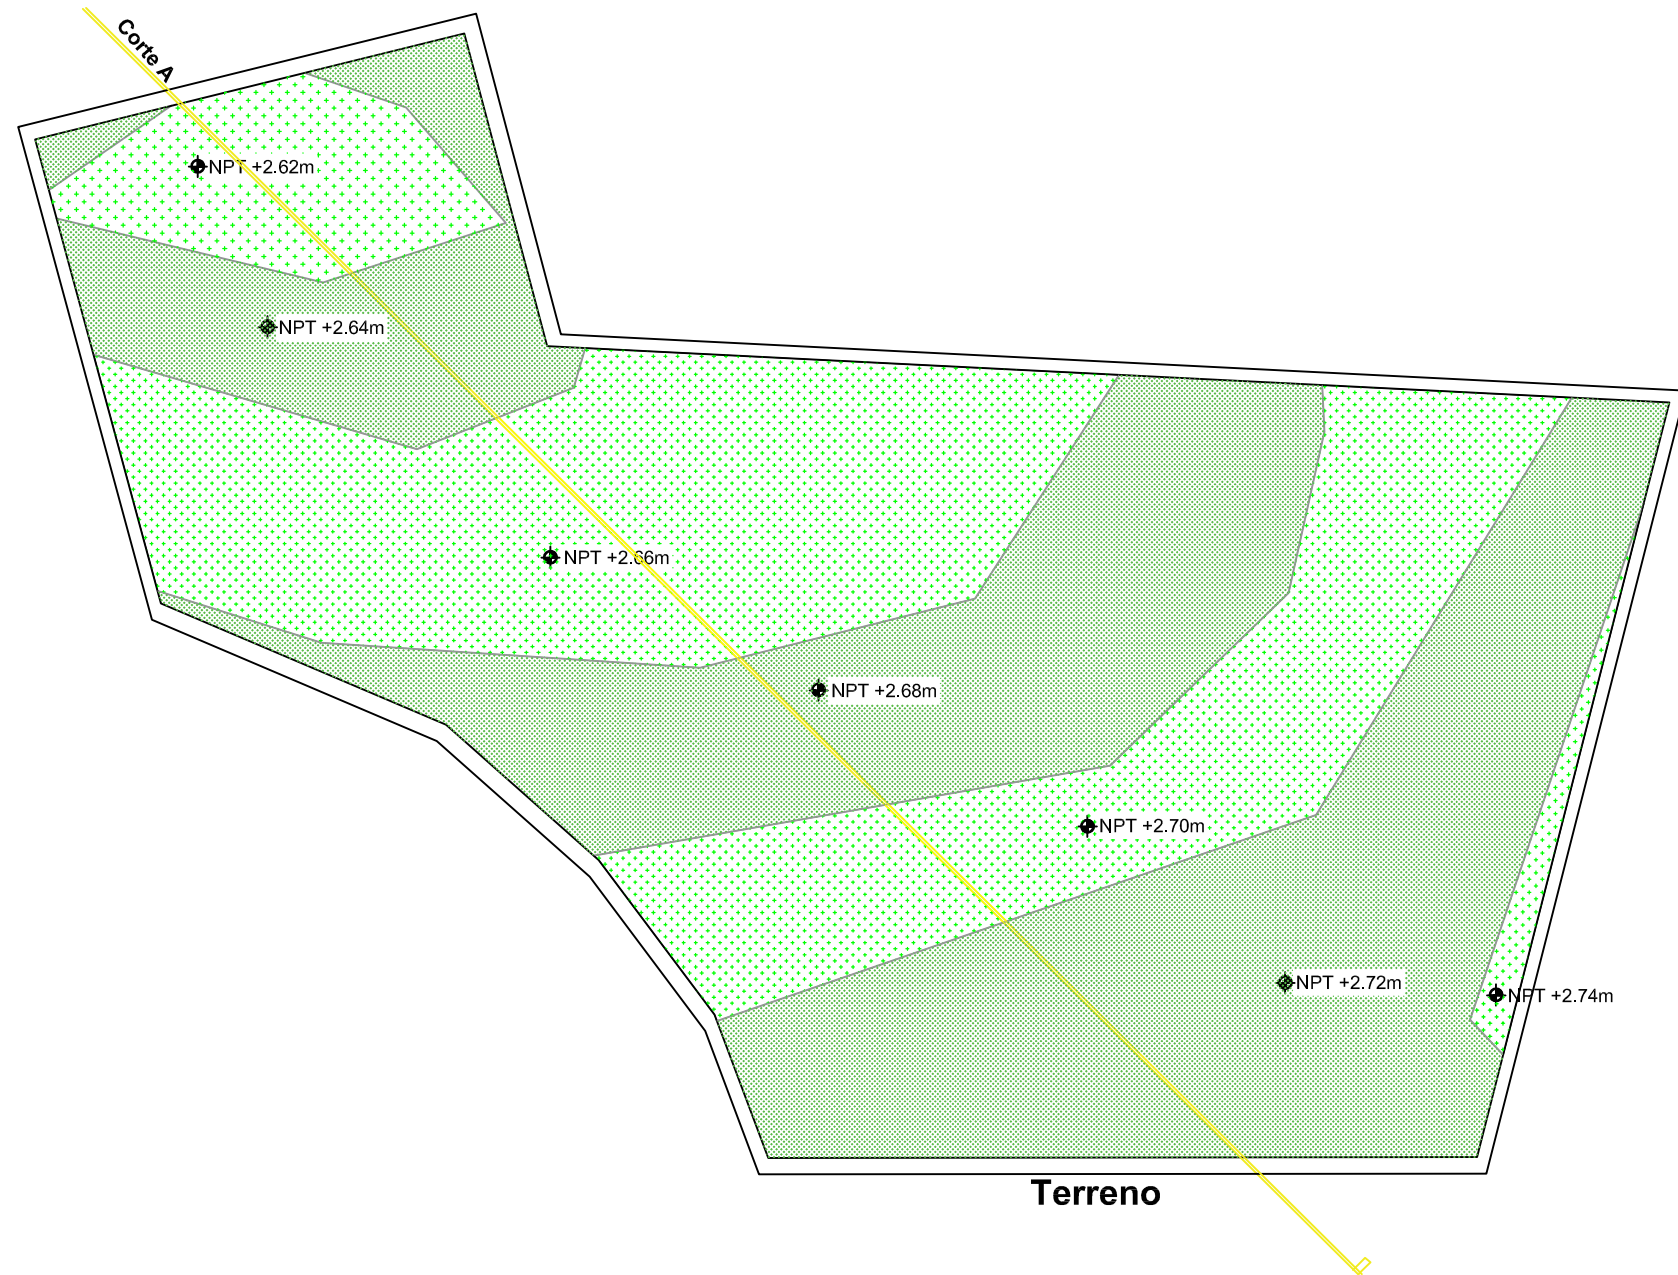 Corte A
NPT +2.62m
NPT +2.64m
NPT +2.66m
NPT +2.68m
NPT +2.70m
NPT +2.72m
NPT +2.74m
Terreno